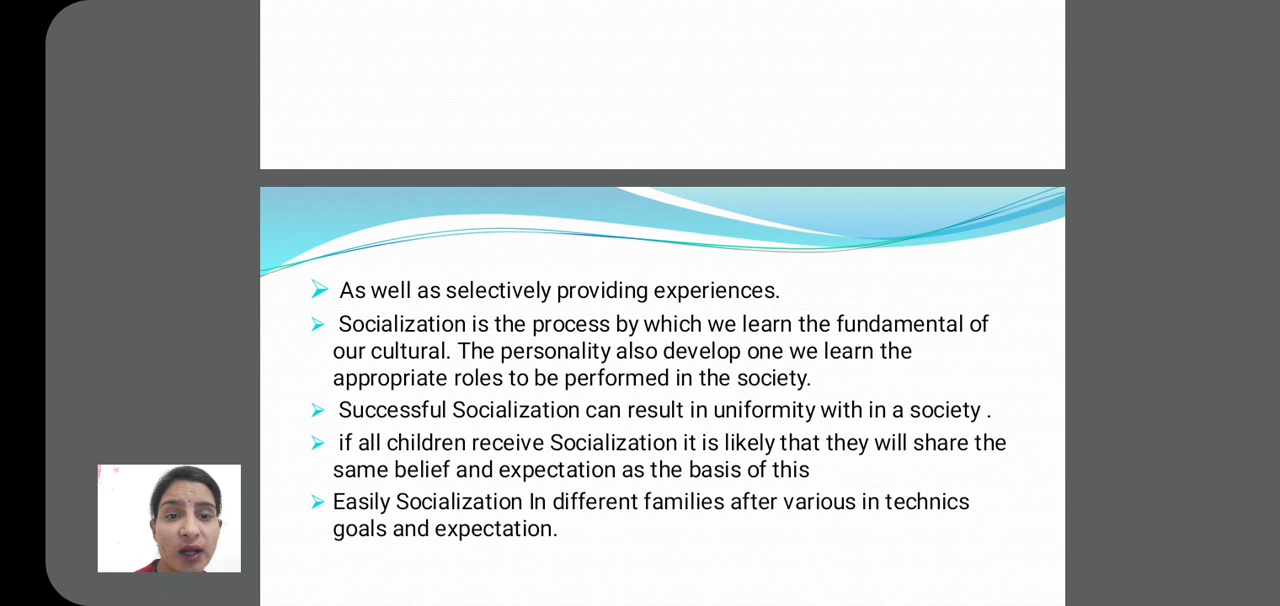 As well as selectively providing experiences.
Socialization is the process by which we learn the fundamental of
our cultural. The personality also develop one we learn the
appropriate roles to be performed in the society.
Successful Socialization can result in uniformity with in a society .
if all children receive Socialization it is likely that they will share the
same belief and expectation as the basis of this
Easily Socialization In different families after various in technics
goals and expectation.